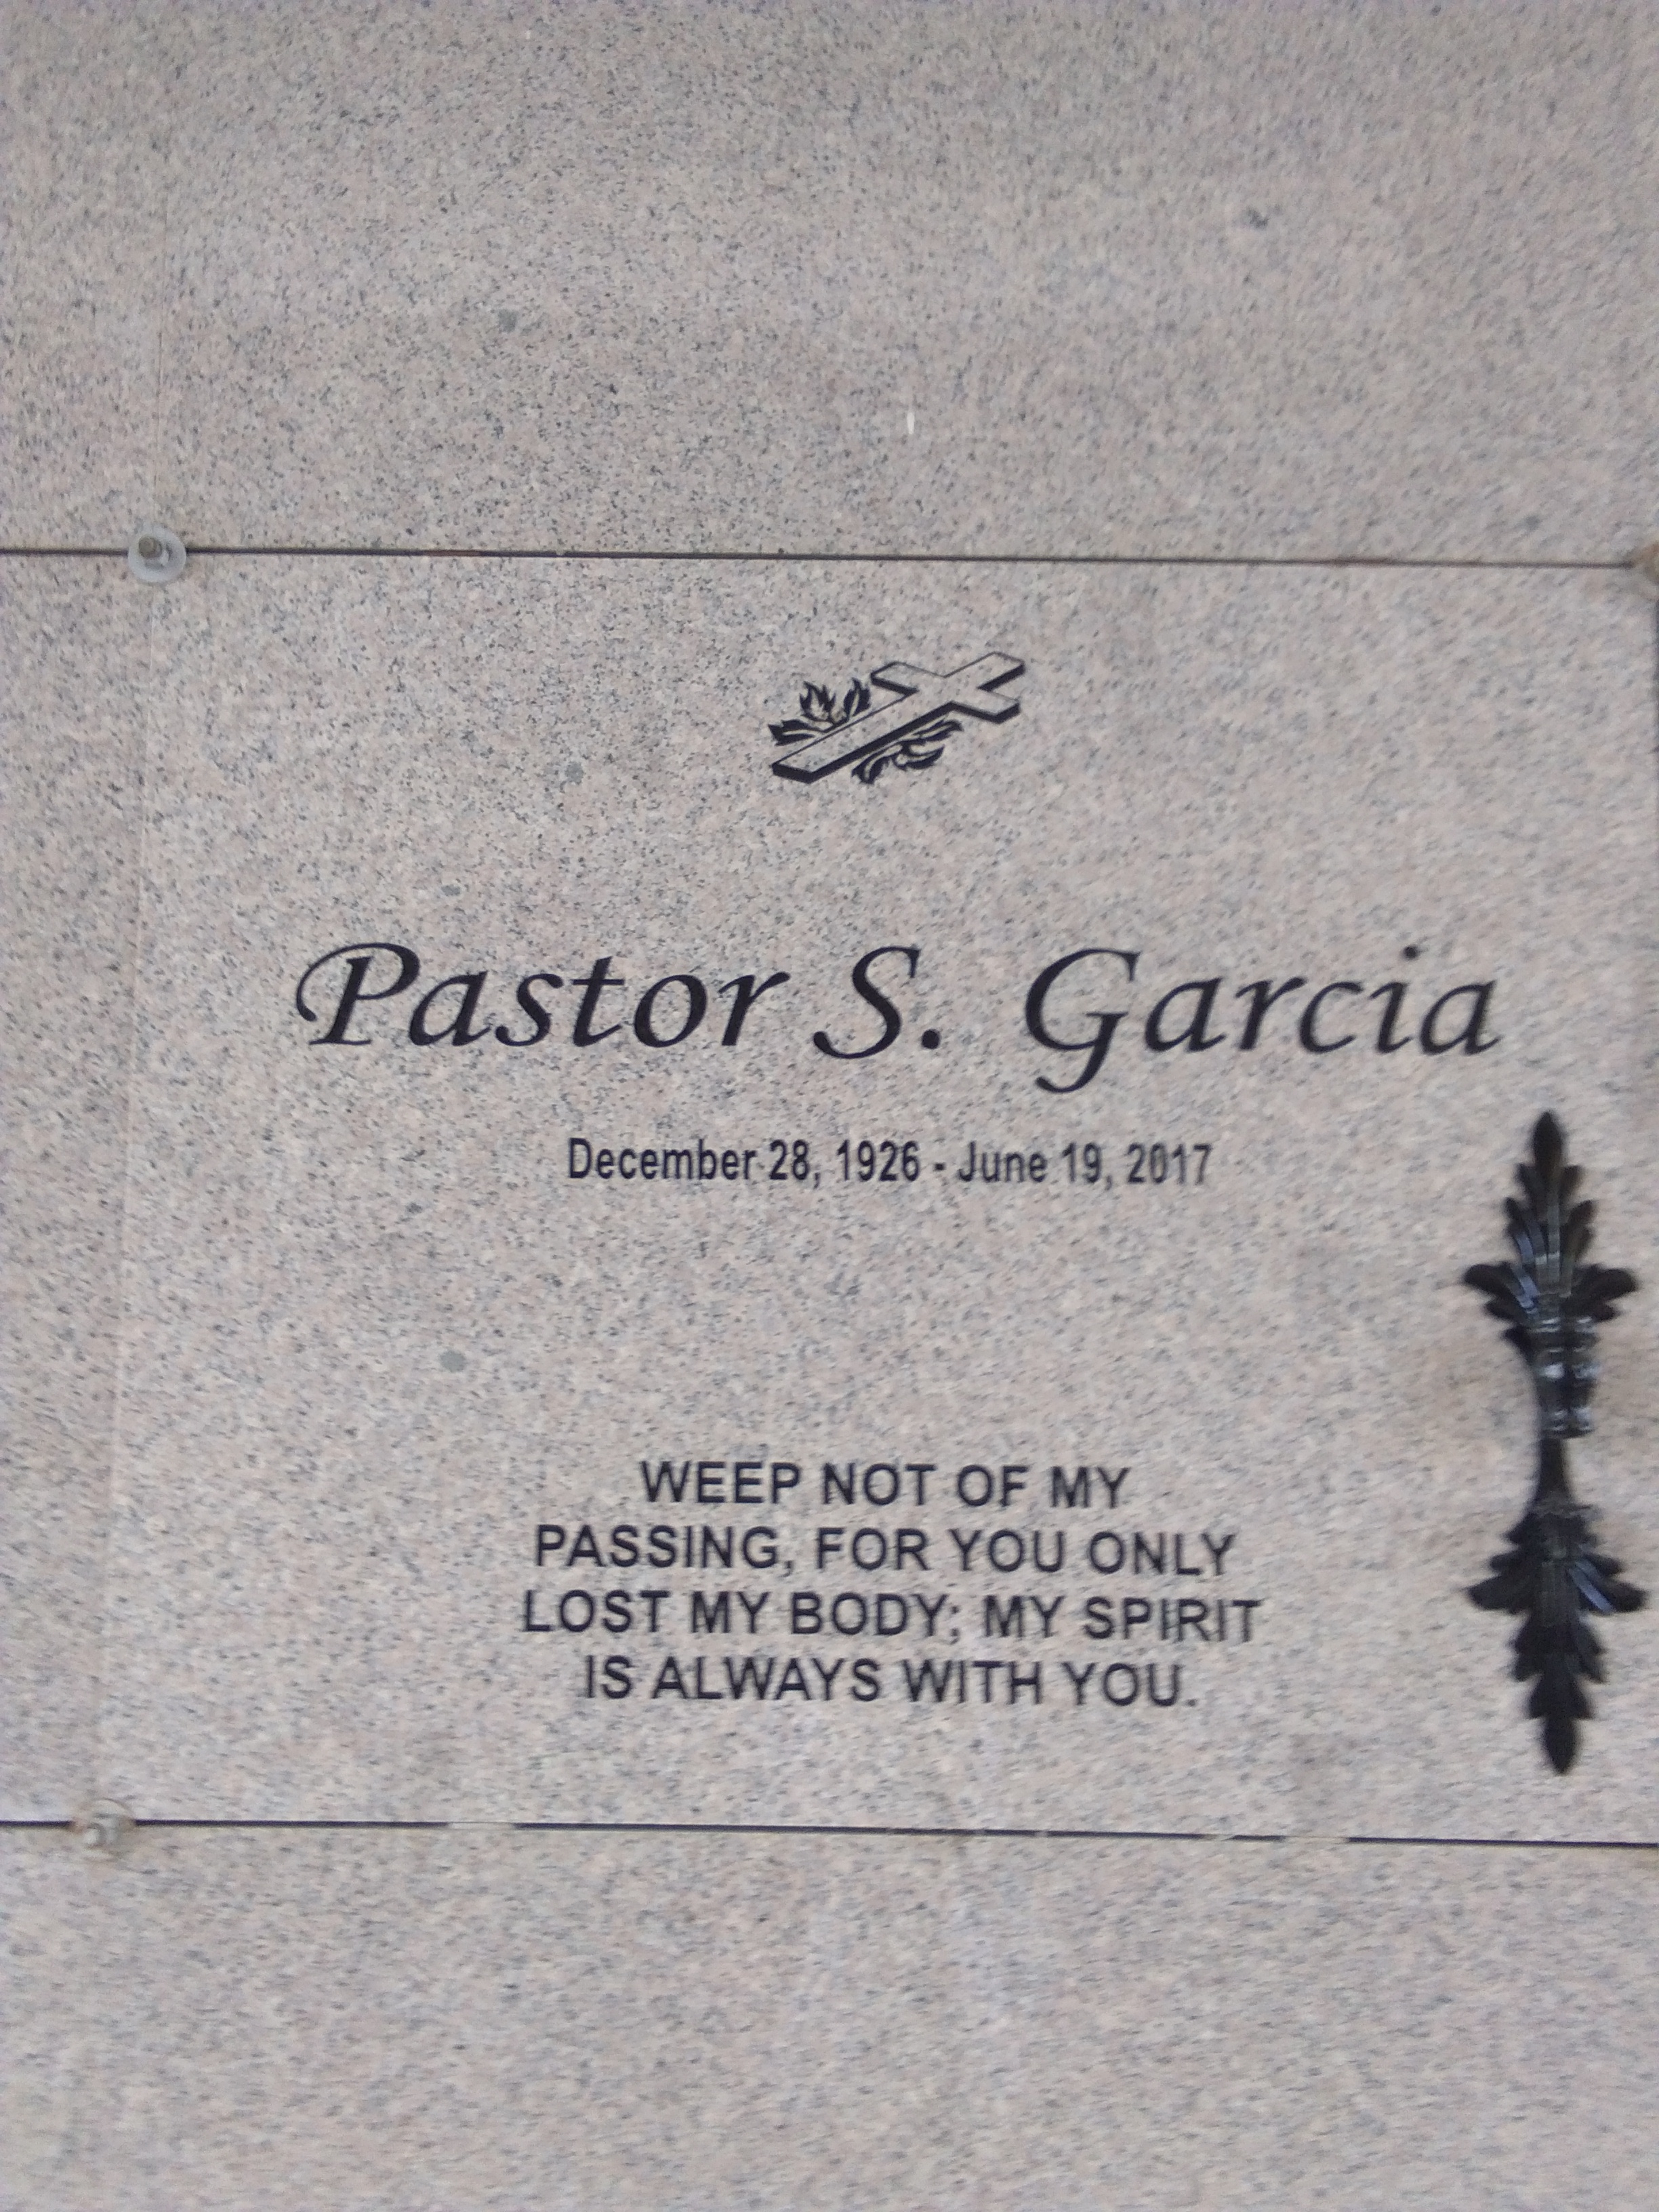 Pastor S. Garcia
December 28, 1926 - June 19, 2017
WEEP NOT OF MY
PASSING, FOR YOU ONLY
LOST MY BODY; MY SPIRIT
IS ALWAYS WITH YOU.